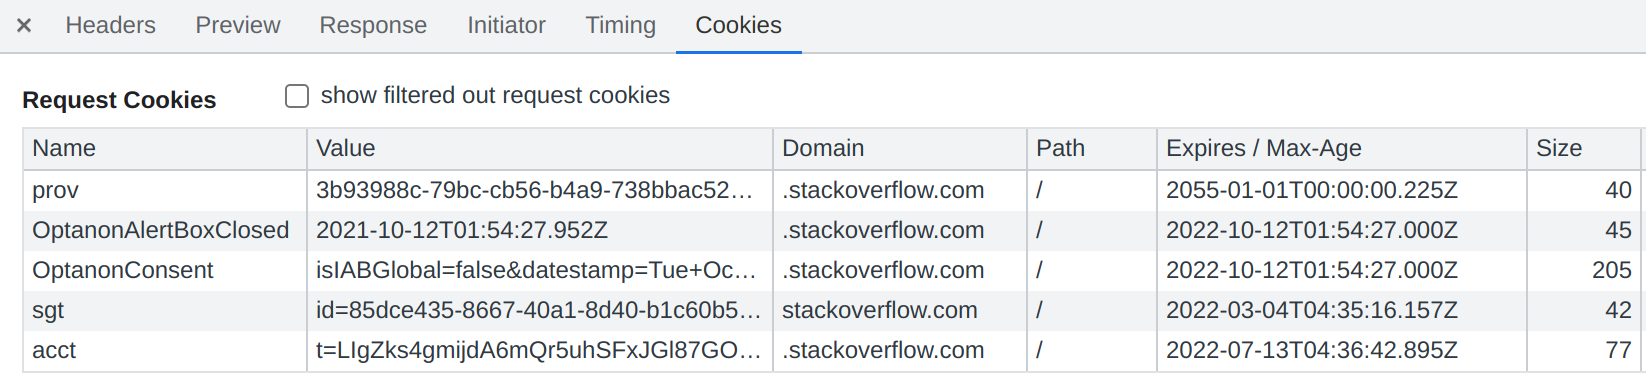 × Headers Preview Response Initiator Timing Cookies
Request Cookies show filtered out request cookies
Name Value Domain Path Expires / Max-Age Size
prov 3b93988c-79bc-cb56-b4a9-738bbac52… .stackoverflow.com / 2055-01-01T00:00:00.225Z 40
OptanonAlertBoxClosed 2021-10-12T01:54:27.952Z .stackoverflow.com / 2022-10-12T01:54:27.000Z 45
OptanonConsent isIABGlobal=false&datestamp=Tue+Oc… .stackoverflow.com / 2022-10-12T01:54:27.000Z 205
sgt id=85dce435-8667-40a1-8d40-b1c60b5… stackoverflow.com / 2022-03-04T04:35:16.157Z 42
acct t=LIgZks4gmijdA6mQr5uhSFxJGl87GO… .stackoverflow.com / 2022-07-13T04:36:42.895Z 77